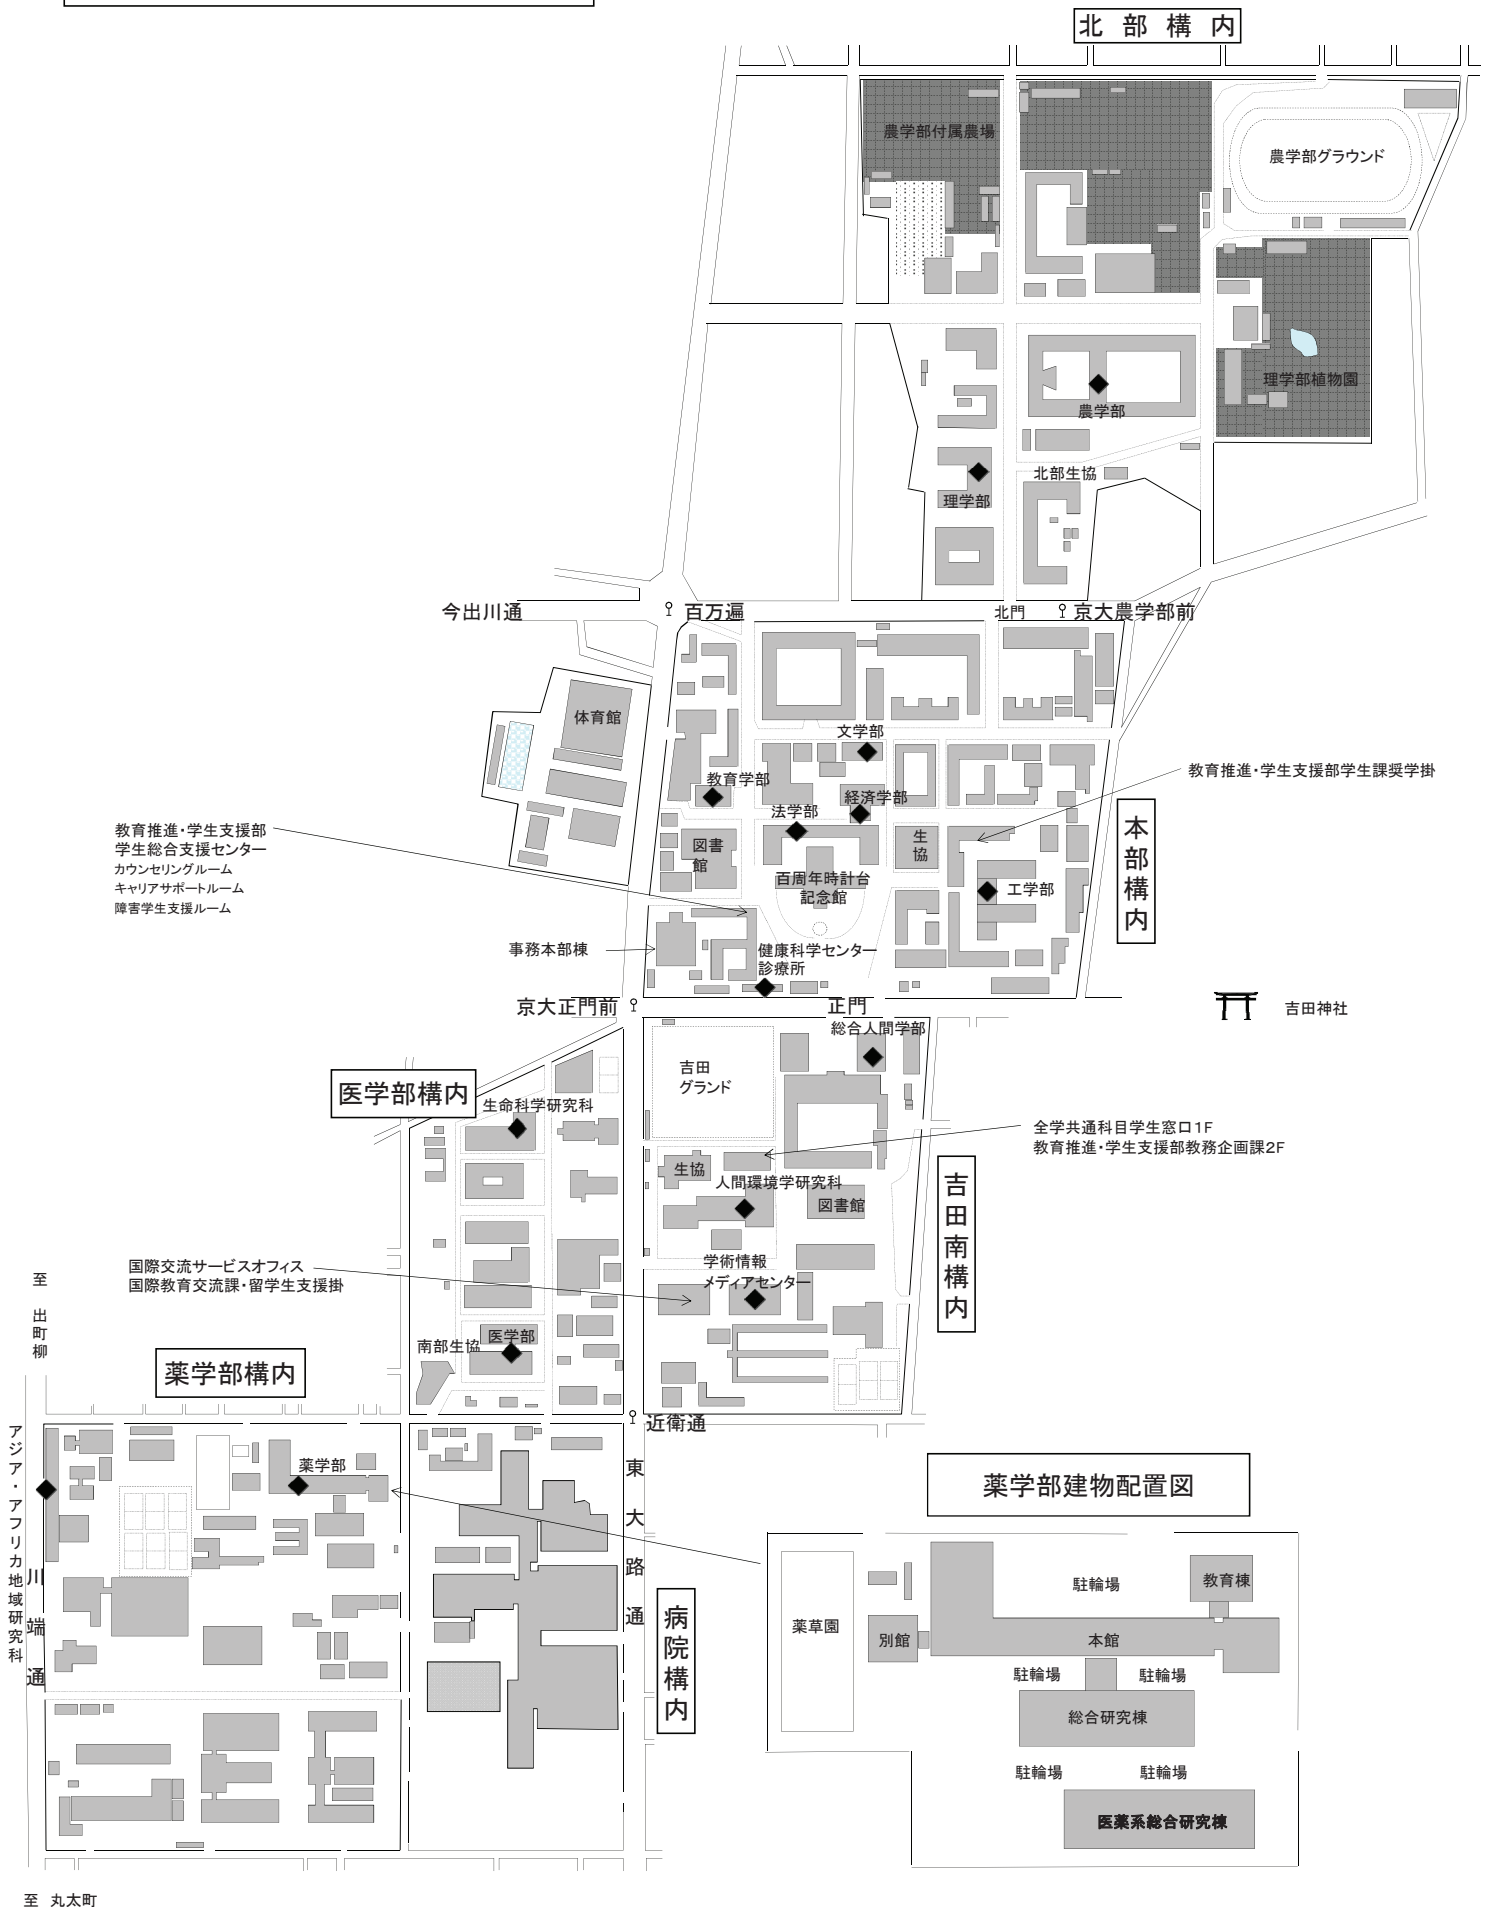 北部構内
農学部付属農場
農学部グラウンド
理学部植物園
農学部
北部生協
理学部
今出川通
百万遍
北門
京大農学部前
体育館
文学部
教育学部
経済学部
法学部
教育推進・学生支援部学生課奨学掛
本部構内
教育推進・学生支援部
学生総合支援センター
カウンセリングルーム
キャリアサポートルーム
障害学生支援ルーム
図書
館
生
協
百周年時計台
記念館
工学部
事務本部棟
健康科学センター
診療所
京大正門前
正門
吉田神社
総合人間学部
吉田
グランド
医学部構内
生命科学研究科
全学共通科目学生窓口1F
教育推進・学生支援部教務企画課2F
生協
人間環境学研究科
図書館
吉田南構内
国際交流サービスオフィス
国際教育交流課・留学生支援掛
学術情報
メディアセンター
至 出町柳
南部生協
医学部
薬学部構内
近衛通
アジア・アフリカ地域研究科
川端通
薬学部
東大路通
病院構内
薬学部建物配置図
薬草園
駐輪場
教育棟
別館
本館
駐輪場
駐輪場
総合研究棟
駐輪場
駐輪場
医薬系総合研究棟
至 丸太町